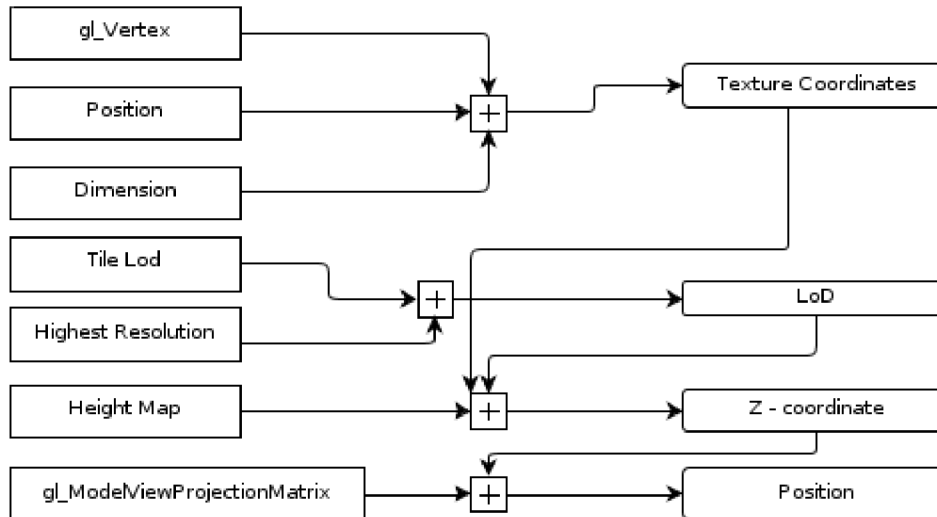 gl_Vertex
Position
Texture Coordinates
Dimension
Tile Lod
LoD
Highest Resolution
Height Map
Z - coordinate
gl_ModelViewProjectionMatrix
Position